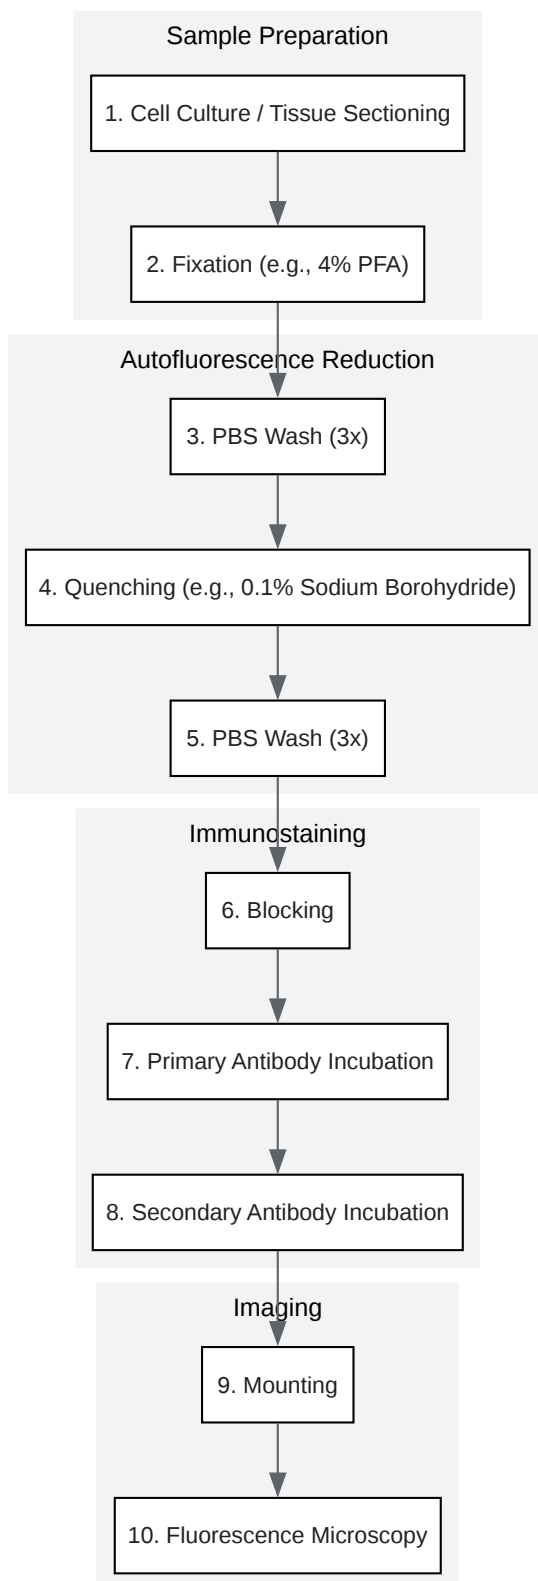 Sample Preparation
1. Cell Culture / Tissue Sectioning
2. Fixation (e.g., 4% PFA)
Autofluorescence Reduction
3. PBS Wash (3x)
4. Quenching (e.g., 0.1% Sodium Borohydride)
5. PBS Wash (3x)
Immunostaining
6. Blocking
7. Primary Antibody Incubation
8. Secondary Antibody Incubation
Imaging
9. Mounting
10. Fluorescence Microscopy